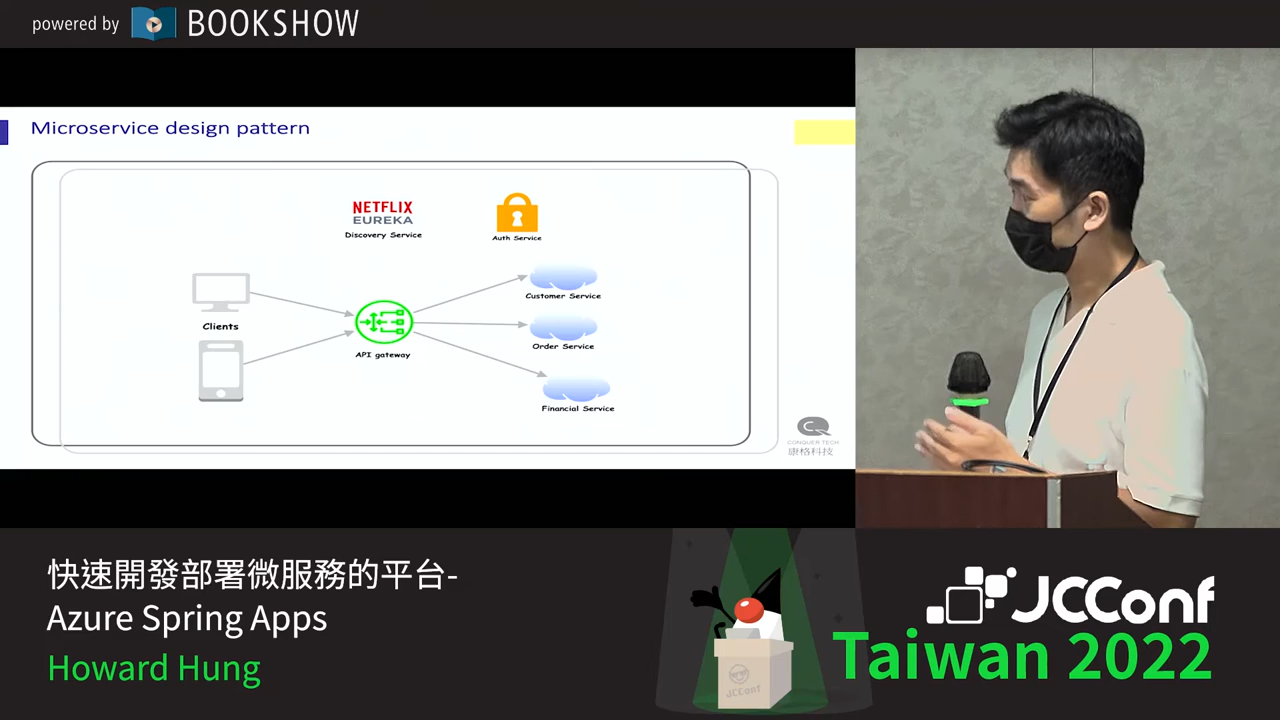 powered by BOOKSHOW
Microservice design pattern
NETFLIX
EUREKA
Discovery Service
Auth Service
Clients
API gateway
Customer Service
Order Service
Financial Service
CQ
CONQUER TECH
康格科技
快速開發部署微服務的平台-
Azure Spring Apps
Howard Hung
JCConf
JCConf
Taiwan 2022